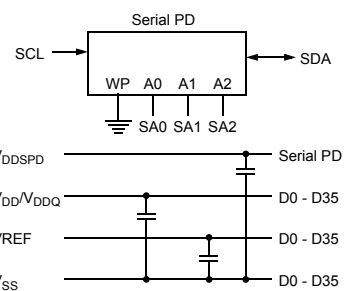 Serial PD
SCL
SDA
WP A0 A1 A2
SA0 SA1 SA2
VDDSPD Serial PD
VDD/VDDQ D0 - D35
VREF D0 - D35
VSS D0 - D35